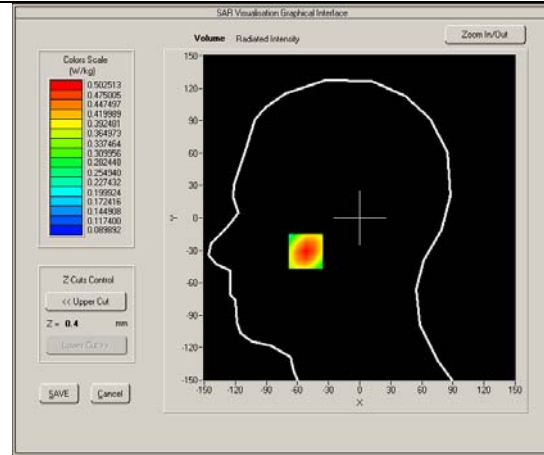 SAR Visualisation Graphical Interface
Volume Radiated Intensity
Zoom In/Out
Colors Scale
(W/kg)
0.502513
0.475005
0.447497
0.419989
0.392481
0.364973
0.337464
0.309956
0.282448
0.254940
0.227432
0.199924
0.172416
0.144908
0.117400
0.089892
Z Cuts Control
<< Upper Cut
Z = 0.4 mm
Lower Cut >>
SAVE Cancel
150
120
90
60
30
0
-30
-60
-90
-120
-150
Y
-150 -120 -90 -60 -30 0 30 60 90 120 150
X